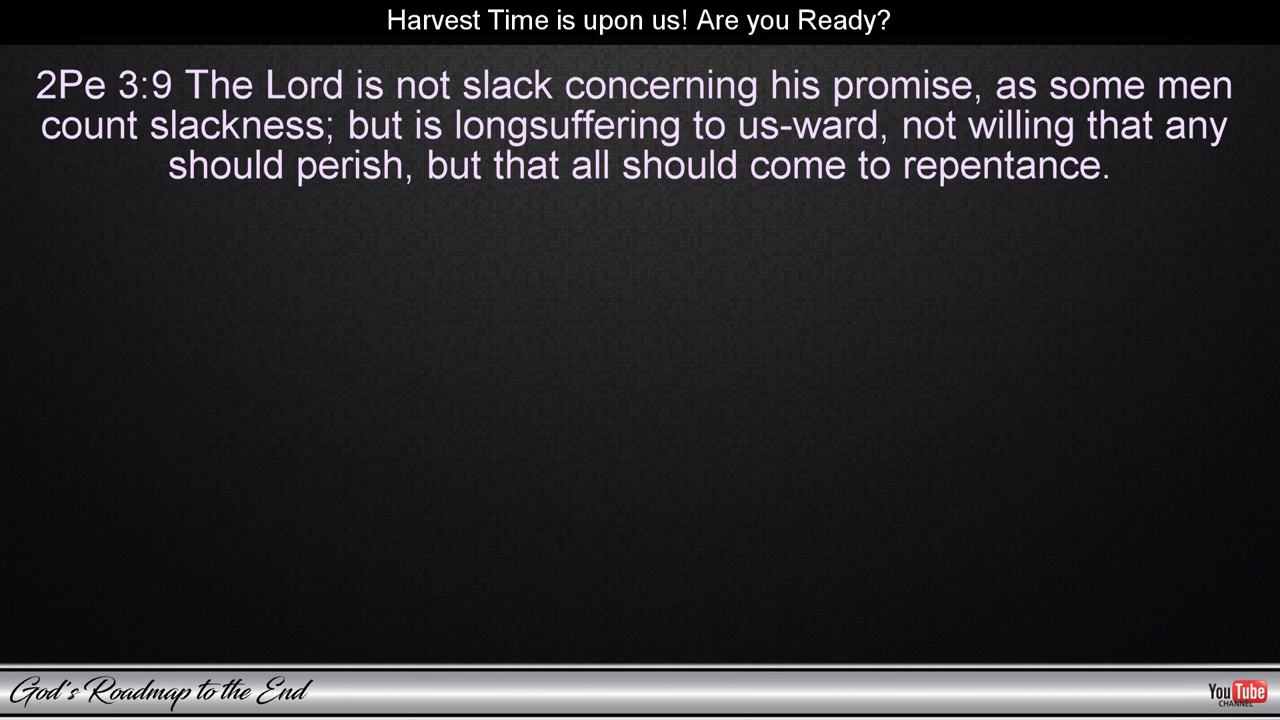 Harvest Time is upon us! Are you Ready?
2Pe 3:9 The Lord is not slack concerning his promise, as some men
count slackness; but is longsuffering to us-ward, not willing that any
should perish, but that all should come to repentance.
God's Roadmap to the End
YouTube
CHANNEL